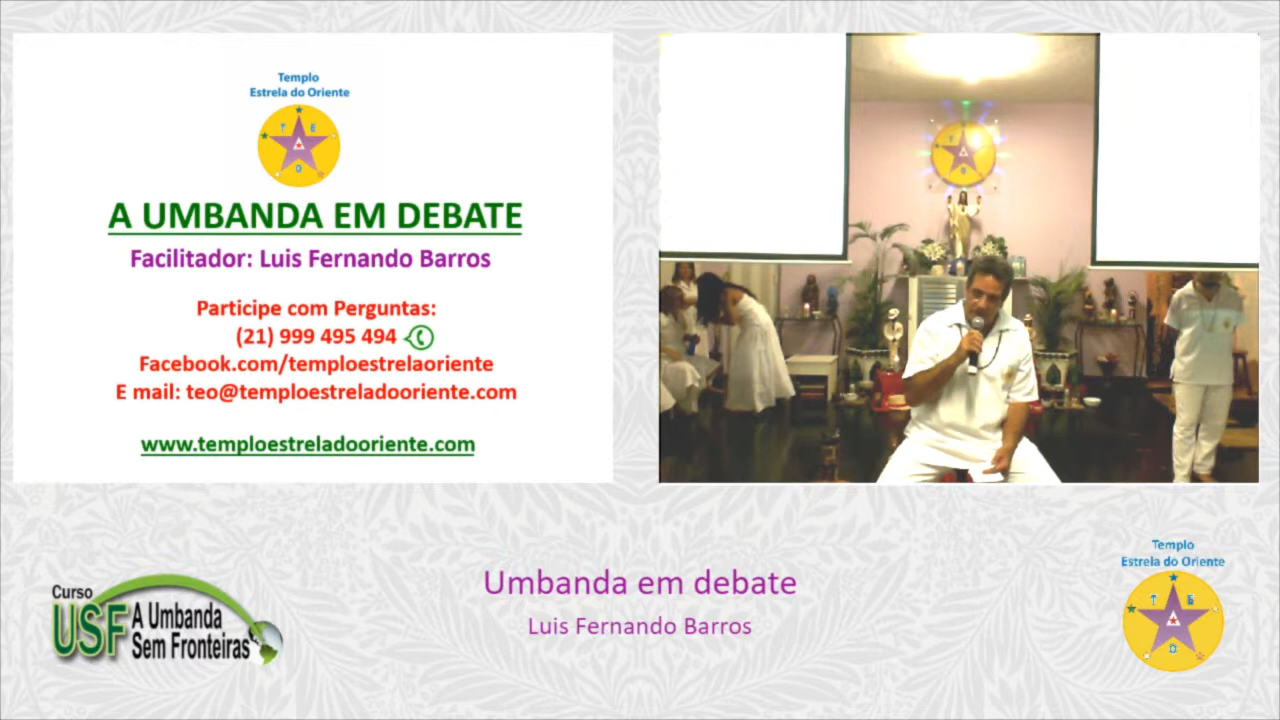 Templo
Estrela do Oriente
T E
O
A UMBANDA EM DEBATE
Facilitador: Luis Fernando Barros
Participe com Perguntas:
(21) 999 495 494
Facebook.com/temploestrelaoriente
E mail: teo@temploestreladooriente.com
www.temploestreladooriente.com
Curso
USF A Umbanda
Sem Fronteiras
Umbanda em debate
Luis Fernando Barros
Templo
Estrela do Oriente
T E
O